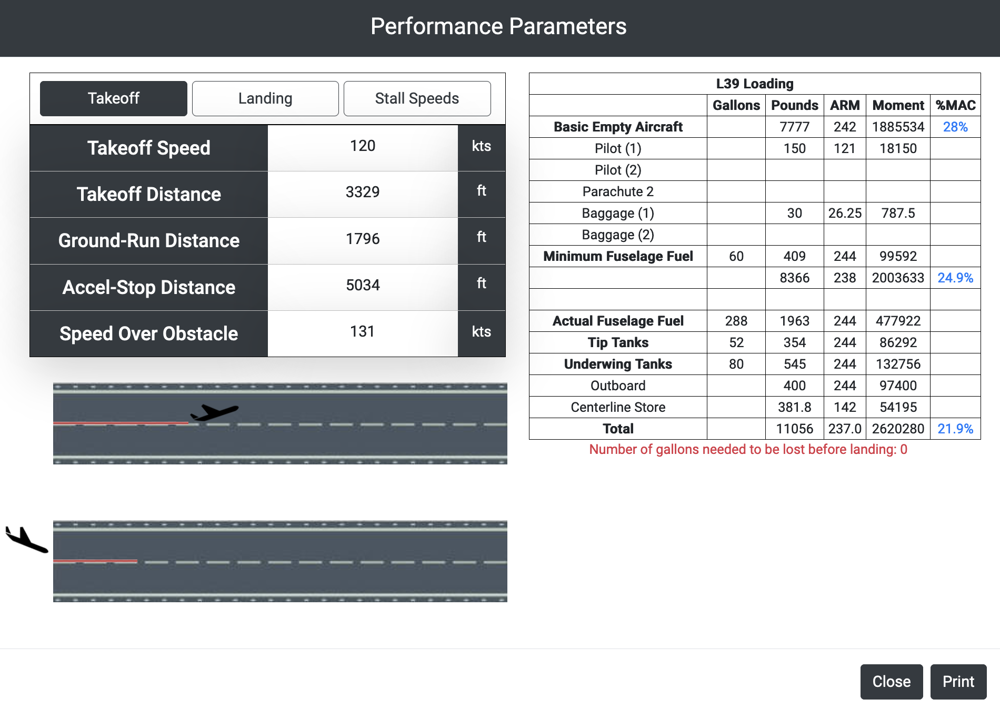 Performance Parameters
Takeoff Landing Stall Speeds
Takeoff Speed 120 kts
Takeoff Distance 3329 ft
Ground-Run Distance 1796 ft
Accel-Stop Distance 5034 ft
Speed Over Obstacle 131 kts
L39 Loading
Gallons Pounds ARM Moment %MAC
Basic Empty Aircraft 7777 242 1885534 28%
Pilot (1) 150 121 18150
Pilot (2)
Parachute 2
Baggage (1) 30 26.25 787.5
Baggage (2)
Minimum Fuselage Fuel 60 409 244 99592
8366 238 2003633 24.9%
Actual Fuselage Fuel 288 1963 244 477922
Tip Tanks 52 354 244 86292
Underwing Tanks 80 545 244 132756
Outboard 400 244 97400
Centerline Store 381.8 142 54195
Total 11056 237.0 2620280 21.9%
Number of gallons needed to be lost before landing: 0
Close Print